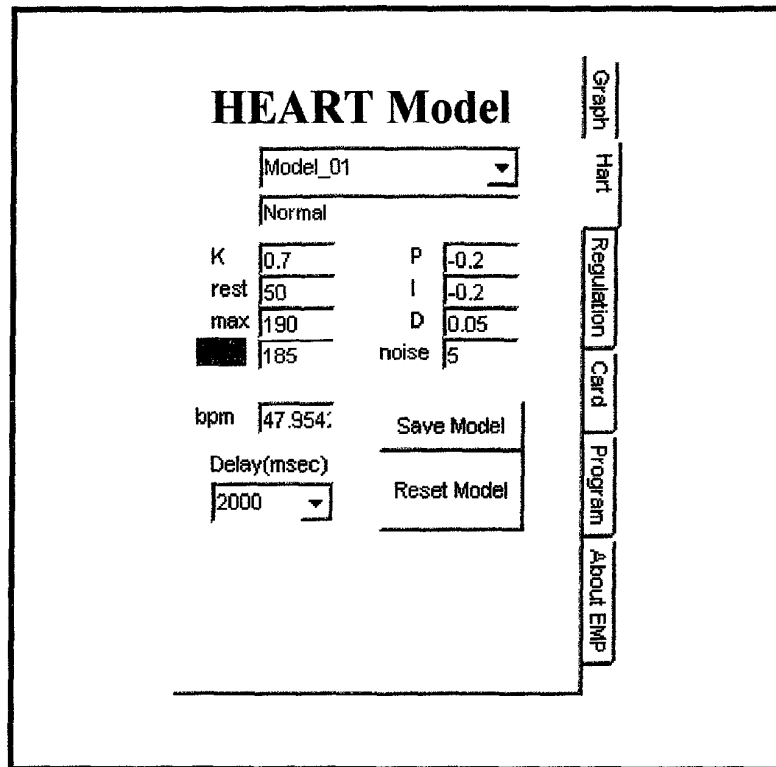 HEART Model
Model_01
Normal
K 0.7 P -0.2
rest 50 I -0.2
max 190 D 0.05
185 noise 5
bpm 47.954
Save Model
Delay(msec)
2000
Reset Model
Graph
Hart
Regulation
Card
Program
About EMP